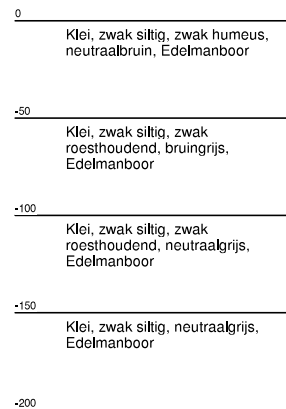 0
Klei, zwak siltig, zwak humeus,
neutraalbruin, Edelmanboor
-50
Klei, zwak siltig, zwak
roesthoudend, bruingrijs,
Edelmanboor
-100
Klei, zwak siltig, zwak
roesthoudend, neutraalgrijs,
Edelmanboor
-150
Klei, zwak siltig, neutraalgrijs,
Edelmanboor
-200